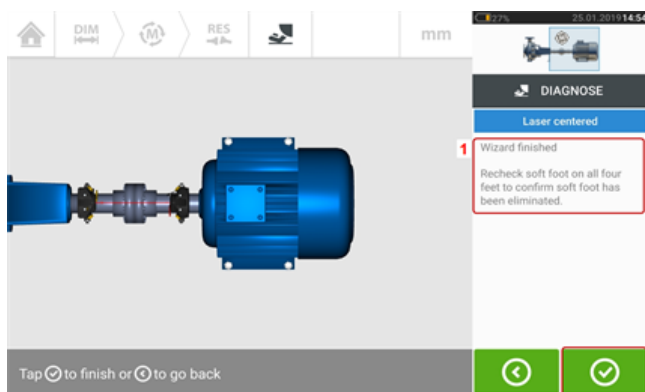 DIM
M
RES
mm
27%
25.01.2019 14:54
DIAGNOSE
Laser centered
1
Wizard finished
Recheck soft foot on all four
feet to confirm soft foot has
been eliminated.
Tap to finish or to go back